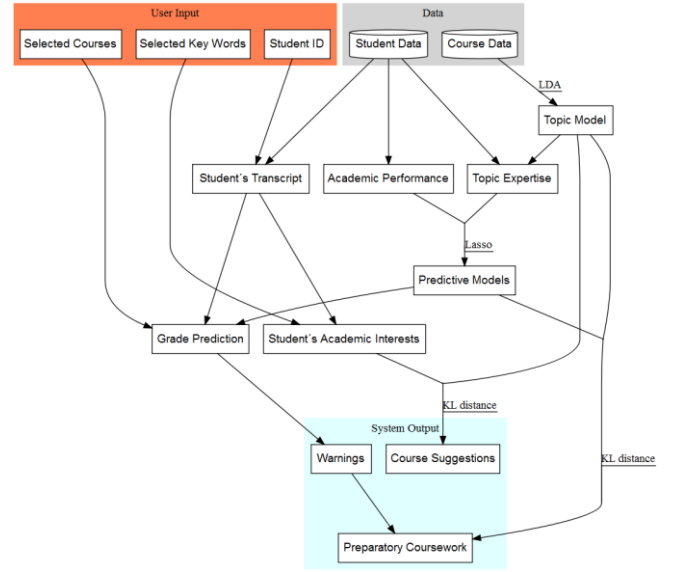 User Input
Data
Selected Courses
Selected Key Words
Student ID
Student Data
Course Data
LDA
Topic Model
Student´s Transcript
Academic Performance
Topic Expertise
Lasso
Predictive Models
Grade Prediction
Student´s Academic Interests
KL distance
System Output
Warnings
Course Suggestions
KL distance
Preparatory Coursework